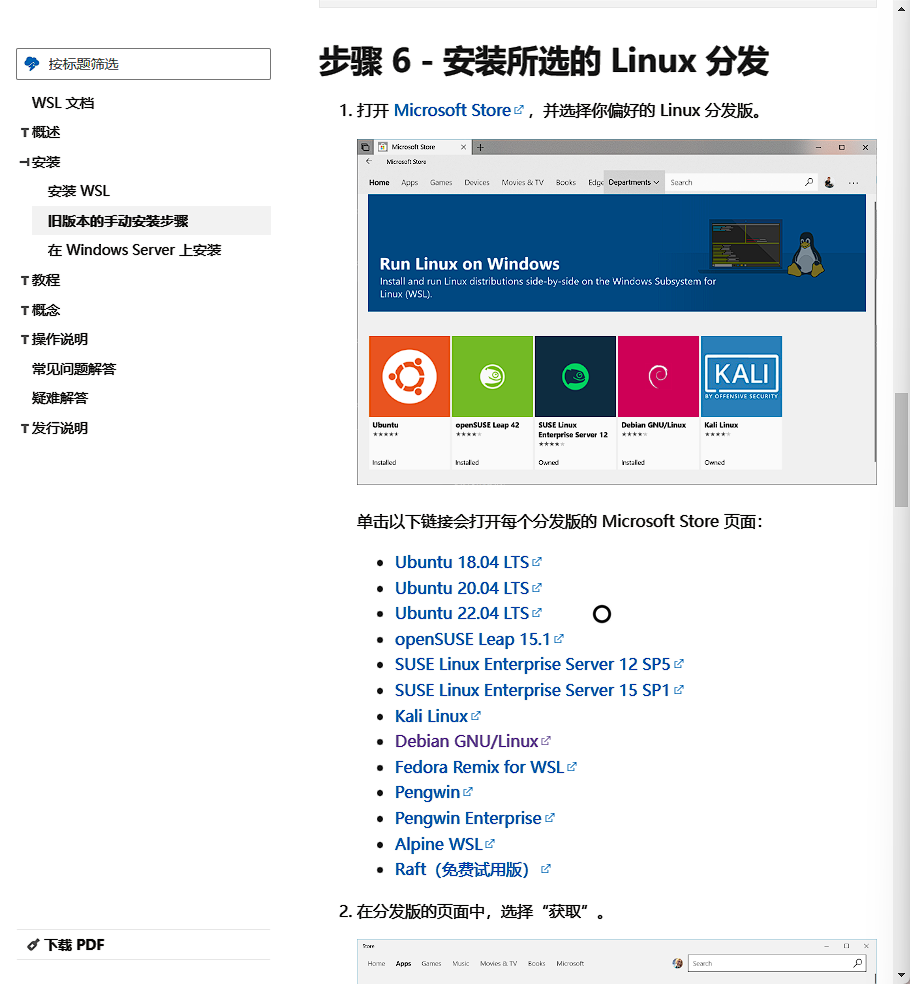 按标题筛选
WSL 文档
概述
安装
安装 WSL
旧版本的手动安装步骤
在 Windows Server 上安装
教程
概念
操作说明
常见问题解答
疑难解答
发行说明
下载 PDF
步骤 6 - 安装所选的 Linux 分发
1. 打开 Microsoft Store，并选择你偏好的 Linux 分发版。
Microsoft Store
Microsoft Store
Home Apps Games Devices Movies & TV Books Edge Departments Search
Run Linux on Windows
Install and run Linux distributions side-by-side on the Windows Subsystem for
Linux (WSL).
KALI
BY OFFENSIVE SECURITY
Ubuntu
Installed
openSUSE Leap 42
Installed
SUSE Linux
Enterprise Server 12
Owned
Debian GNU/Linux
Installed
Kali Linux
Owned
单击以下链接会打开每个分发版的 Microsoft Store 页面：
Ubuntu 18.04 LTS
Ubuntu 20.04 LTS
Ubuntu 22.04 LTS
openSUSE Leap 15.1
SUSE Linux Enterprise Server 12 SP5
SUSE Linux Enterprise Server 15 SP1
Kali Linux
Debian GNU/Linux
Fedora Remix for WSL
Pengwin
Pengwin Enterprise
Alpine WSL
Raft（免费试用版）
2. 在分发版的页面中，选择“获取”。
Store
Home Apps Games Music Movies & TV Books Microsoft Search